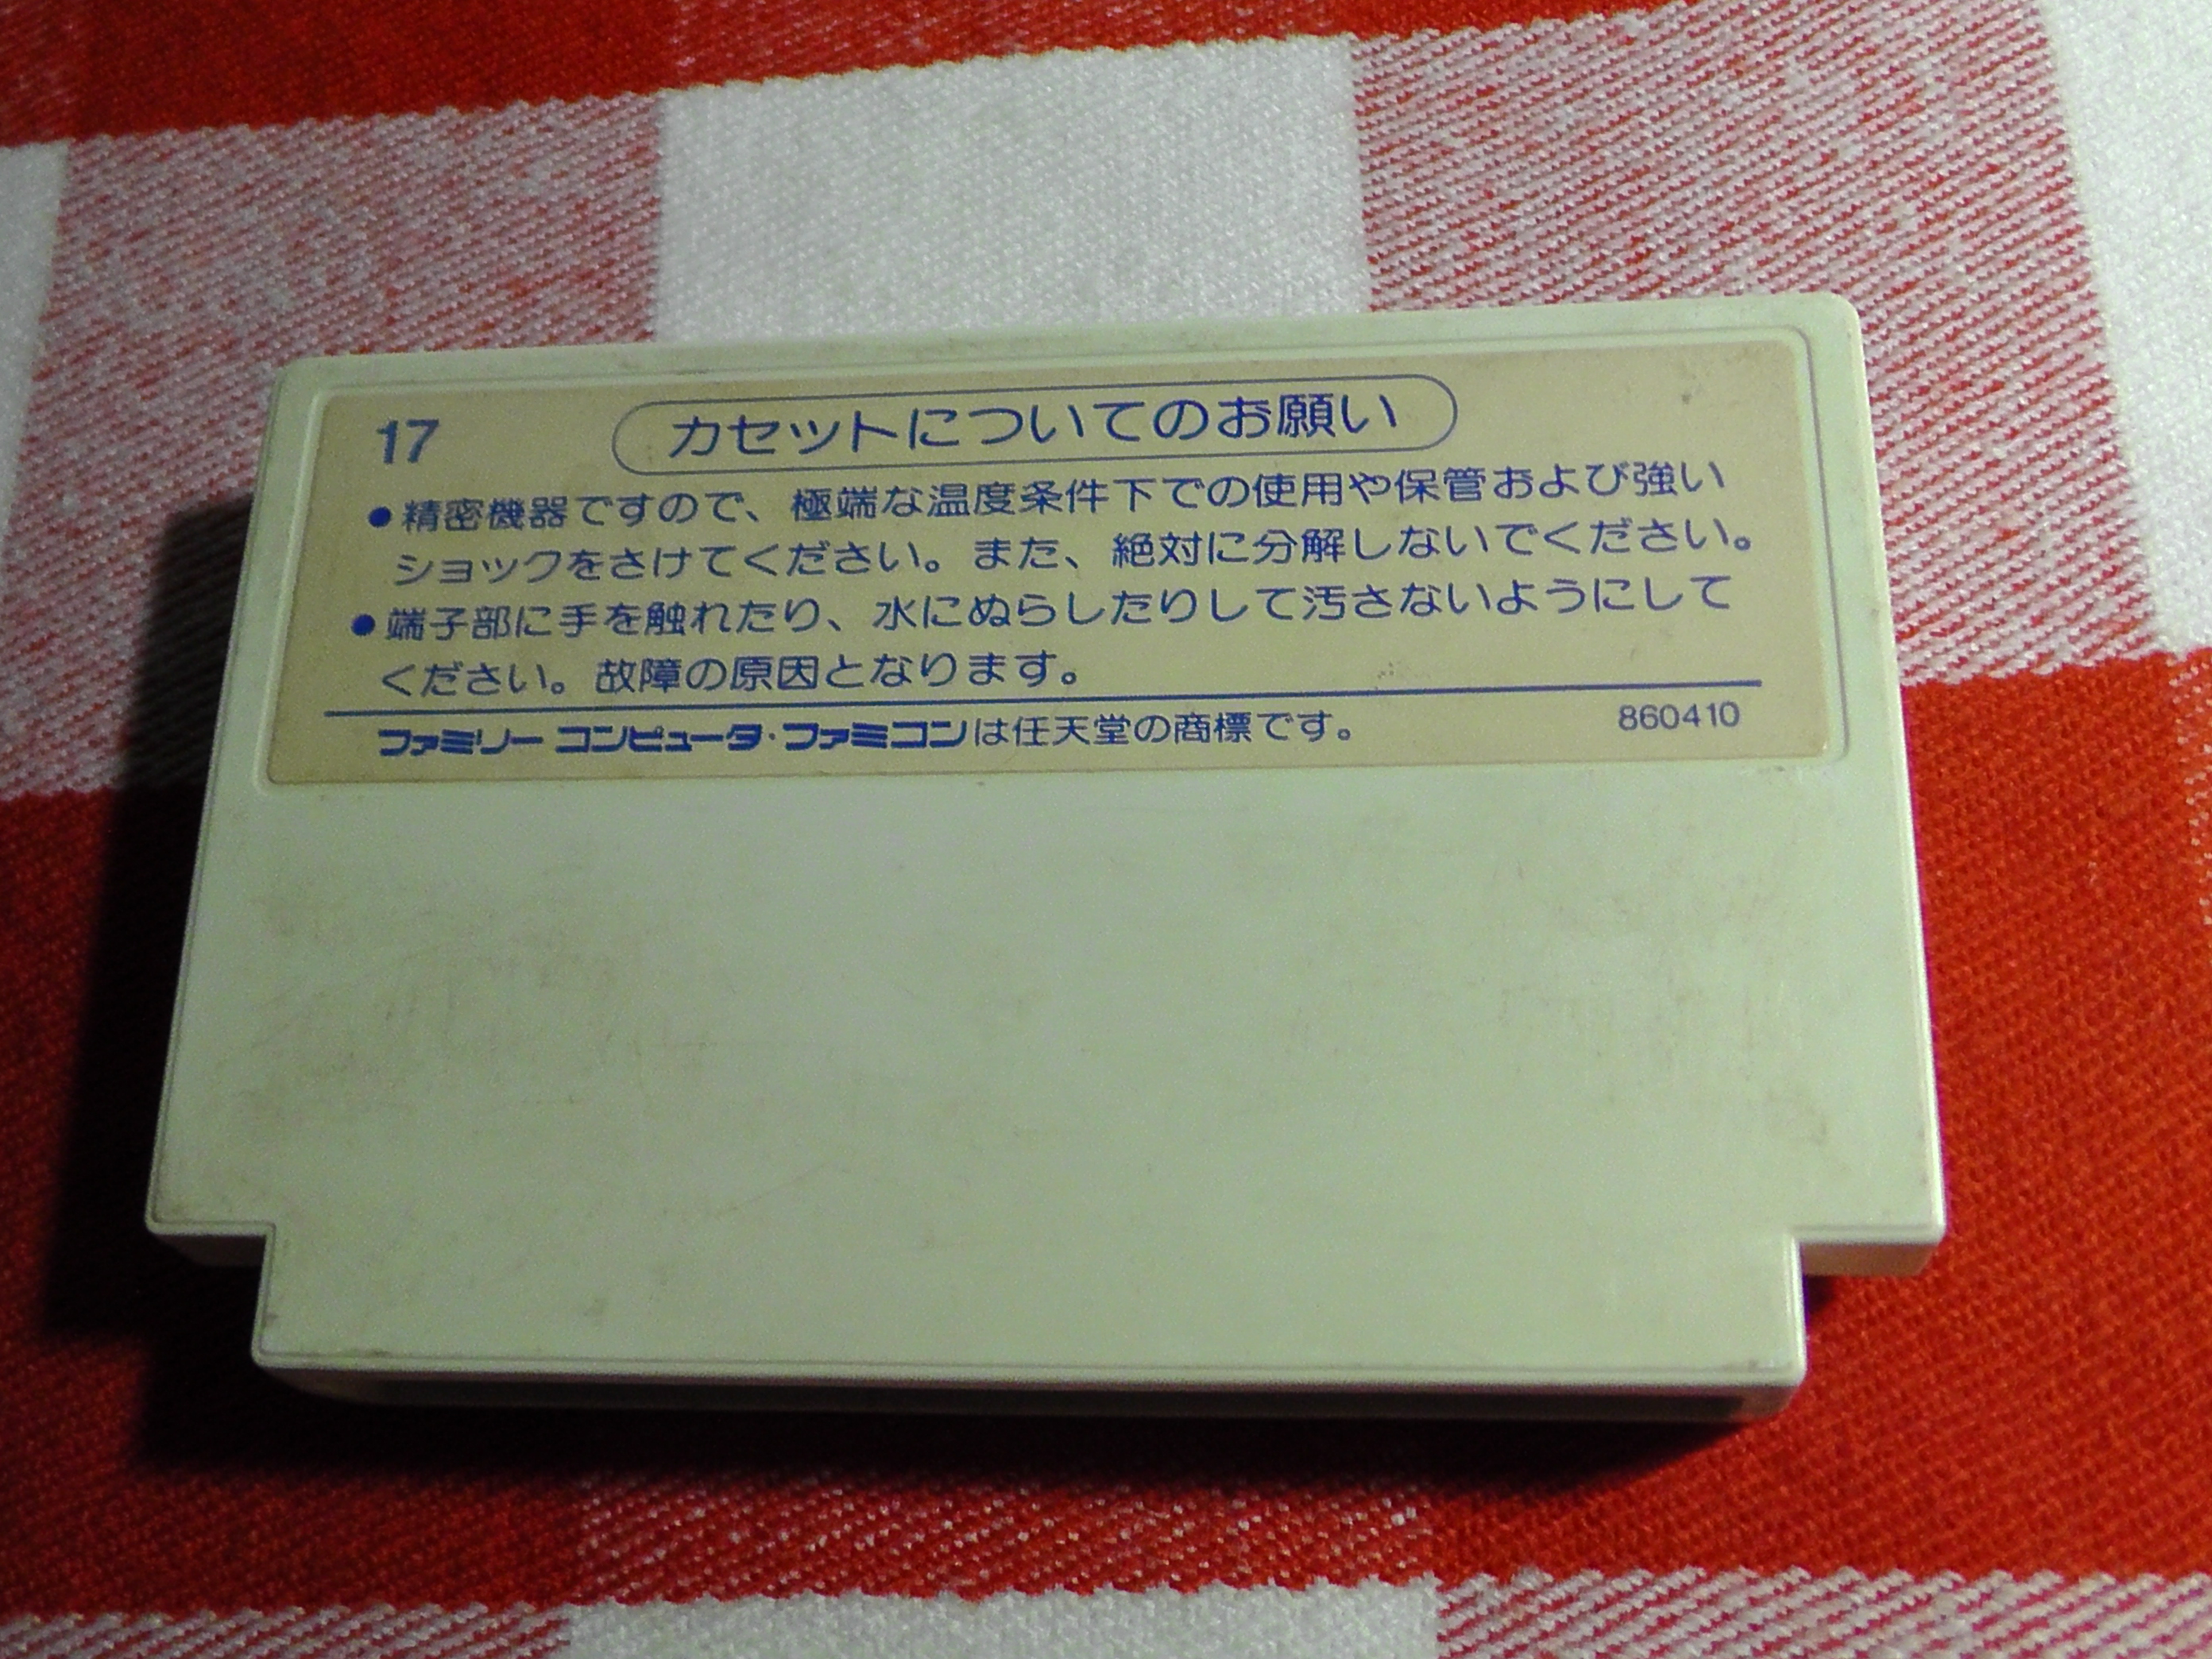 17
カセットについてのお願い
●精密機器ですので、極端な温度条件下での使用や保管および強い
ショックをさけてください。また、絶対に分解しないでください。
●端子部に手を触れたり、水にぬらしたりして汚さないようにして
ください。故障の原因となります。
ファミリー コンピュータ・ファミコンは任天堂の商標です。
860410